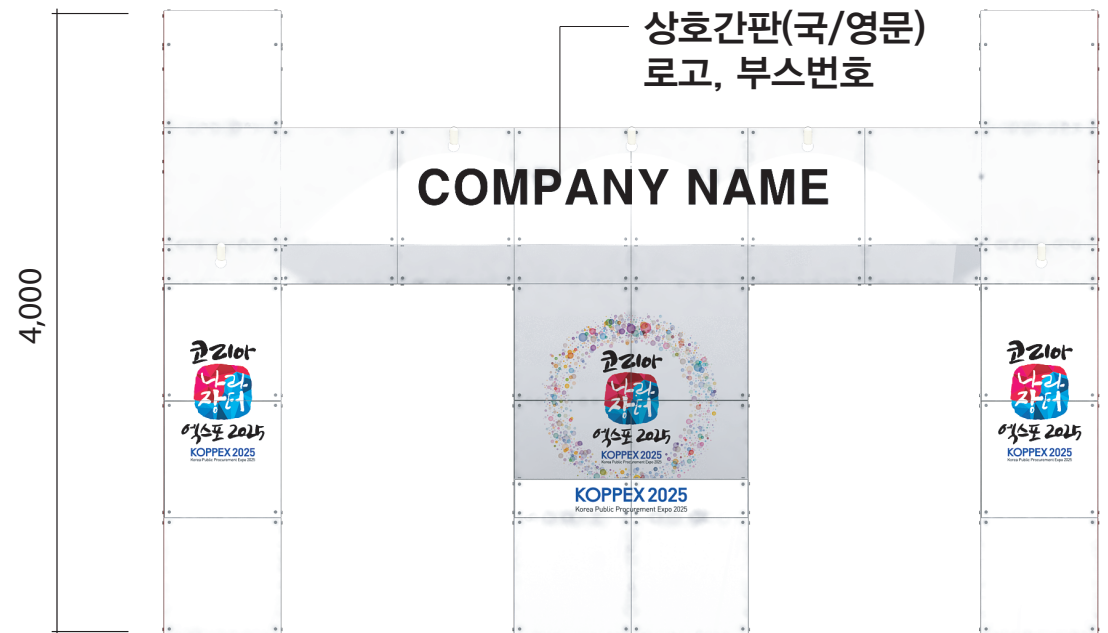 상호간판(국/영문)
로고, 부스번호
COMPANY NAME
4,000
코리아
나라
장터
엑스포 2025
KOPPEX 2025
Korea Public Procurement Expo 2025
코리아
나라
장터
엑스포 2025
KOPPEX 2025
Korea Public Procurement Expo 2025
KOPPEX 2025
Korea Public Procurement Expo 2025
코리아
나라
장터
엑스포 2025
KOPPEX 2025
Korea Public Procurement Expo 2025